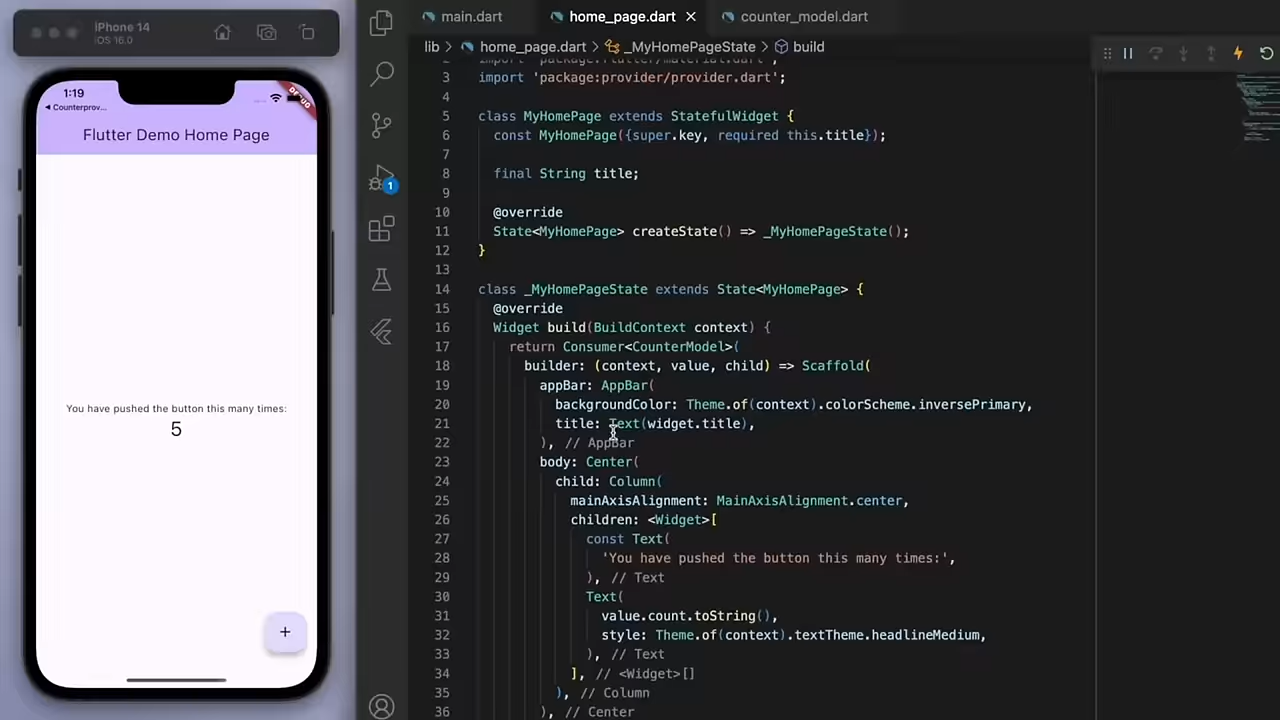 iPhone 14
iOS 16.0
1:19
◀ Counterprov...
DEBUG
Flutter Demo Home Page
You have pushed the button this many times:
5
+
1
main.dart
home_page.dart
counter_model.dart
lib > home_page.dart > _MyHomePageState > build
2 import 'package:flutter/material.dart';
3 import 'package:provider/provider.dart';
4
5 class MyHomePage extends StatefulWidget {
6 const MyHomePage({super.key, required this.title});
7
8 final String title;
9
10 @override
11 State<MyHomePage> createState() => _MyHomePageState();
12 }
13
14 class _MyHomePageState extends State<MyHomePage> {
15 @override
16 Widget build(BuildContext context) {
17 return Consumer<CounterModel>(
18 builder: (context, value, child) => Scaffold(
19 appBar: AppBar(
20 backgroundColor: Theme.of(context).colorScheme.inversePrimary,
21 title: Text(widget.title),
22 ), // AppBar
23 body: Center(
24 child: Column(
25 mainAxisAlignment: MainAxisAlignment.center,
26 children: <Widget>[
27 const Text(
28 'You have pushed the button this many times:',
29 ), // Text
30 Text(
31 value.count.toString(),
32 style: Theme.of(context).textTheme.headlineMedium,
33 ), // Text
34 ], // <Widget>[]
35 ), // Column
36 ), // Center